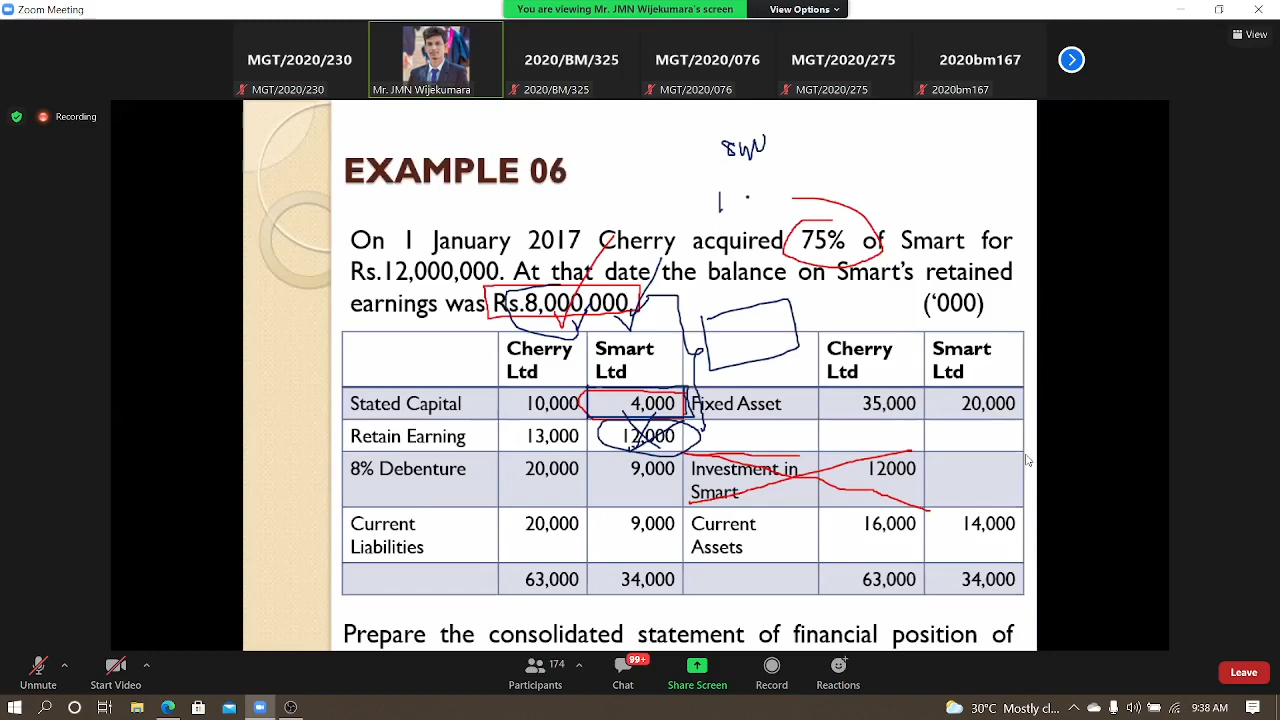 Zoom Meeting
You are viewing Mr. JMN Wijekumara's screen
View Options
View
MGT/2020/230
2020/BM/325
MGT/2020/076
MGT/2020/275
2020bm167
MGT/2020/230
Mr. JMN Wijekumara
2020/BM/325
MGT/2020/076
MGT/2020/275
2020bm167
Recording
EXAMPLE 06
On 1 January 2017 Cherry acquired 75% of Smart for
Rs.12,000,000. At that date the balance on Smart's retained
earnings was Rs.8,000,000. ('000)
Cherry Ltd Smart Ltd Cherry Ltd Smart Ltd
Stated Capital 10,000 4,000 Fixed Asset 35,000 20,000
Retain Earning 13,000 12,000
8% Debenture 20,000 9,000 Investment in Smart 12000
Current Liabilities 20,000 9,000 Current Assets 16,000 14,000
63,000 34,000 63,000 34,000
Prepare the consolidated statement of financial position of
Unmute
Start Video
174
Participants
99+
Chat
Share Screen
Record
Reactions
Leave
30°C Mostly cloudy
9:38 AM